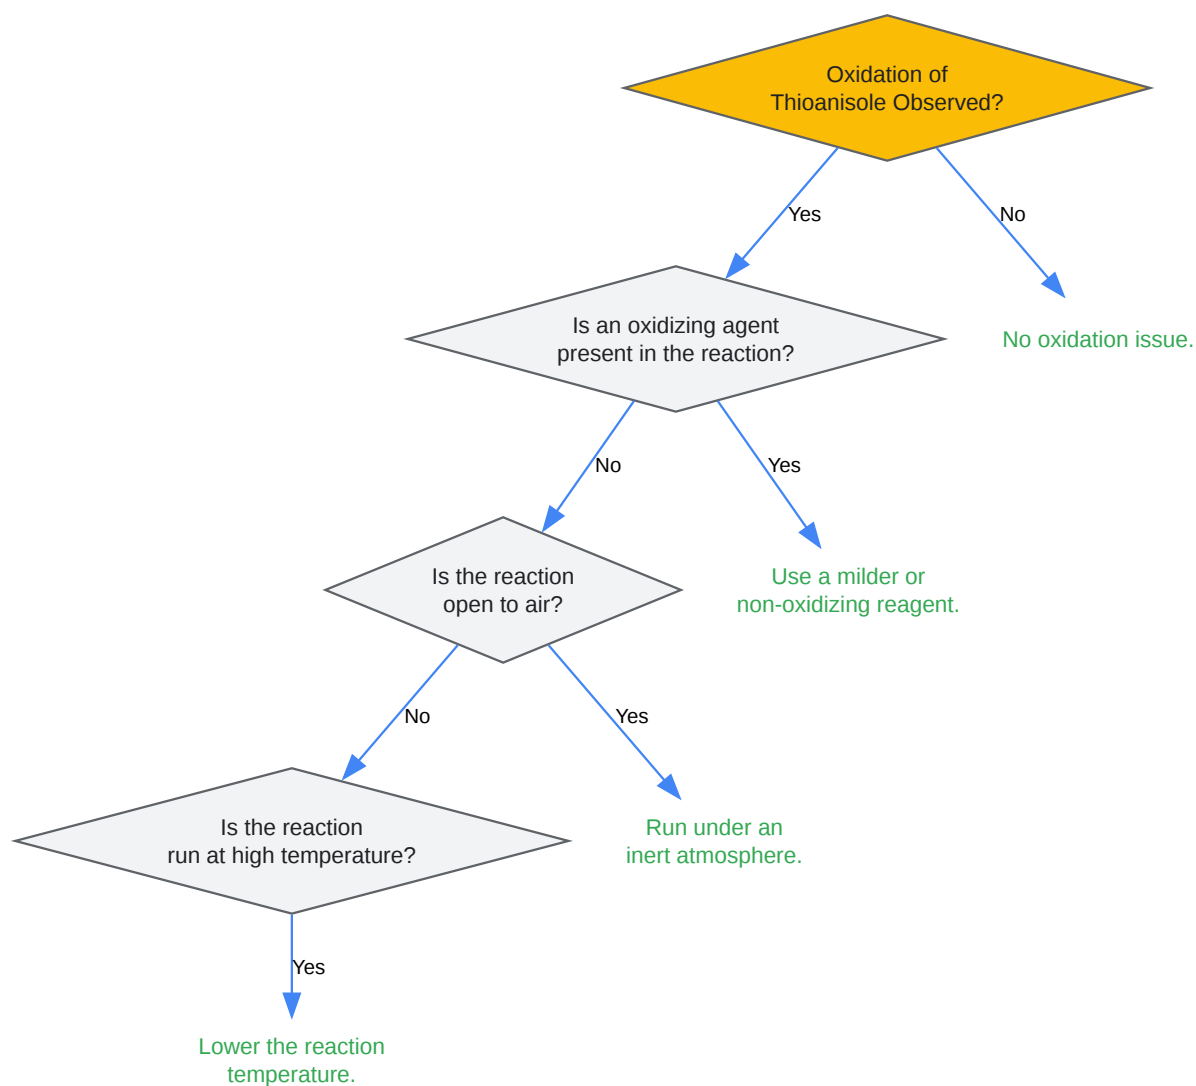 Oxidation of
Thioanisole Observed?
Yes
No
Is an oxidizing agent
present in the reaction?
No oxidation issue.
No
Yes
Is the reaction
open to air?
Use a milder or
non-oxidizing reagent.
No
Yes
Is the reaction
run at high temperature?
Run under an
inert atmosphere.
Yes
Lower the reaction
temperature.